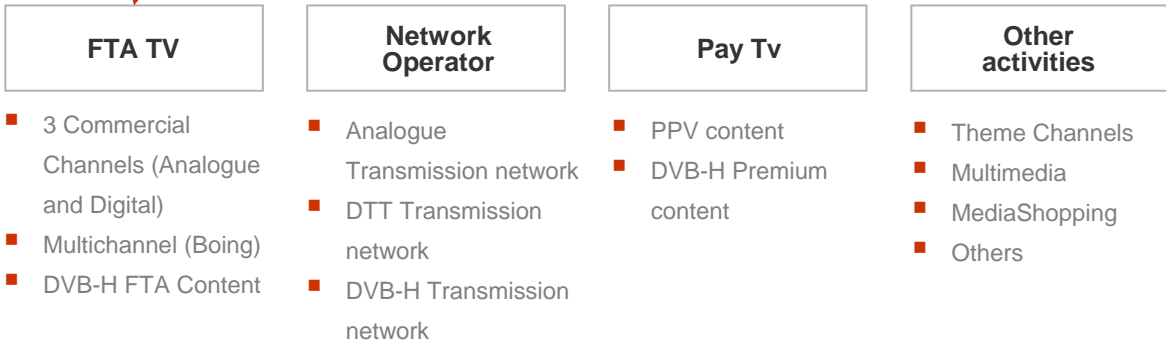 FTA TV
3 Commercial
Channels (Analogue
and Digital)
Multichannel (Boing)
DVB-H FTA Content
Network
Operator
Analogue
Transmission network
DTT Transmission
network
DVB-H Transmission
network
Pay Tv
PPV content
DVB-H Premium
content
Other
activities
Theme Channels
Multimedia
MediaShopping
Others